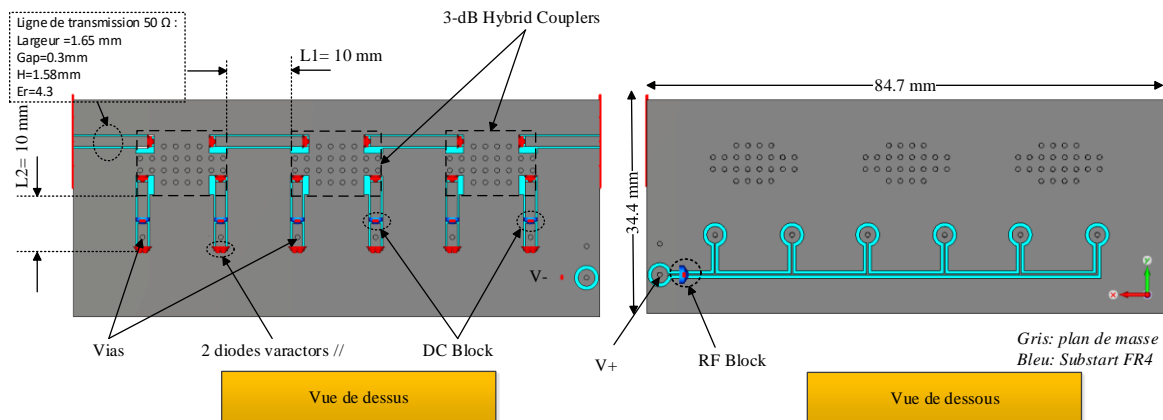 Ligne de transmission 50 Ω :
Largeur =1.65 mm
Gap=0.3mm
H=1.58mm
Er=4.3
3-dB Hybrid Couplers
L1= 10 mm
L2= 10 mm
V-
Vias
2 diodes varactors //
DC Block
Vue de dessus
84.7 mm
34.4 mm
Y
X
V+
RF Block
Gris: plan de masse
Bleu: Substart FR4
Vue de dessous